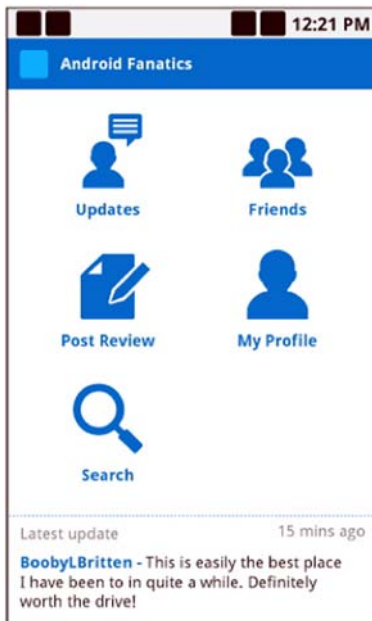 12:21 PM
Android Fanatics
Updates
Friends
Post Review
My Profile
Search
Latest update
15 mins ago
BoobyLBritten - This is easily the best place
I have been to in quite a while. Definitely
worth the drive!